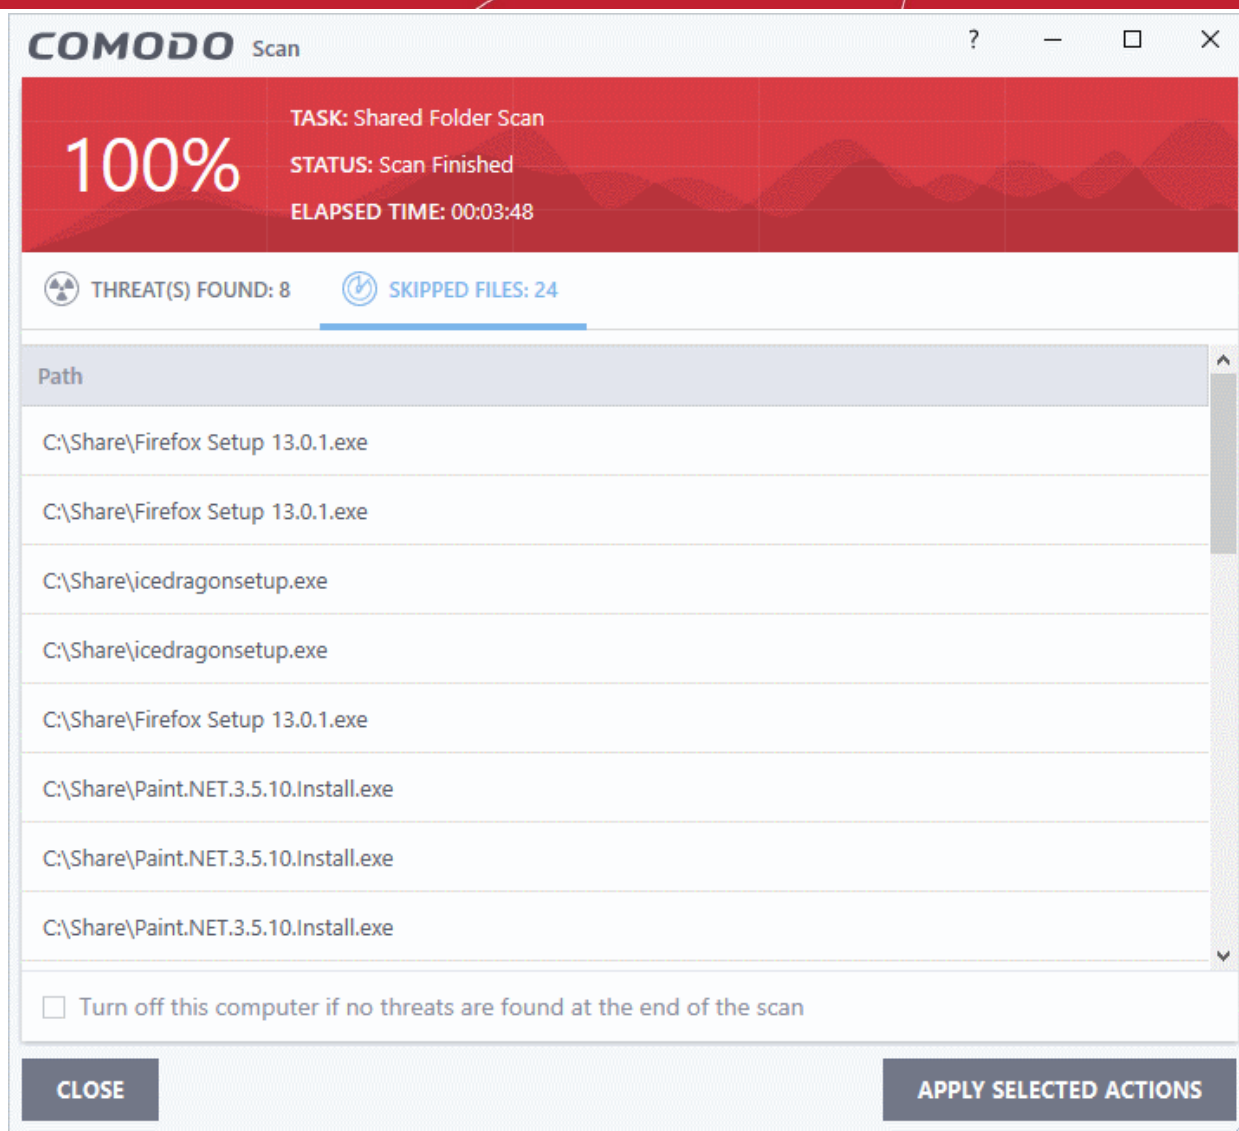 COMODO Scan
?
100%
TASK: Shared Folder Scan
STATUS: Scan Finished
ELAPSED TIME: 00:03:48
THREAT(S) FOUND: 8
SKIPPED FILES: 24
Path
C:\Share\Firefox Setup 13.0.1.exe
C:\Share\Firefox Setup 13.0.1.exe
C:\Share\icedragonsetup.exe
C:\Share\icedragonsetup.exe
C:\Share\Firefox Setup 13.0.1.exe
C:\Share\Paint.NET.3.5.10.Install.exe
C:\Share\Paint.NET.3.5.10.Install.exe
C:\Share\Paint.NET.3.5.10.Install.exe
Turn off this computer if no threats are found at the end of the scan
CLOSE
APPLY SELECTED ACTIONS